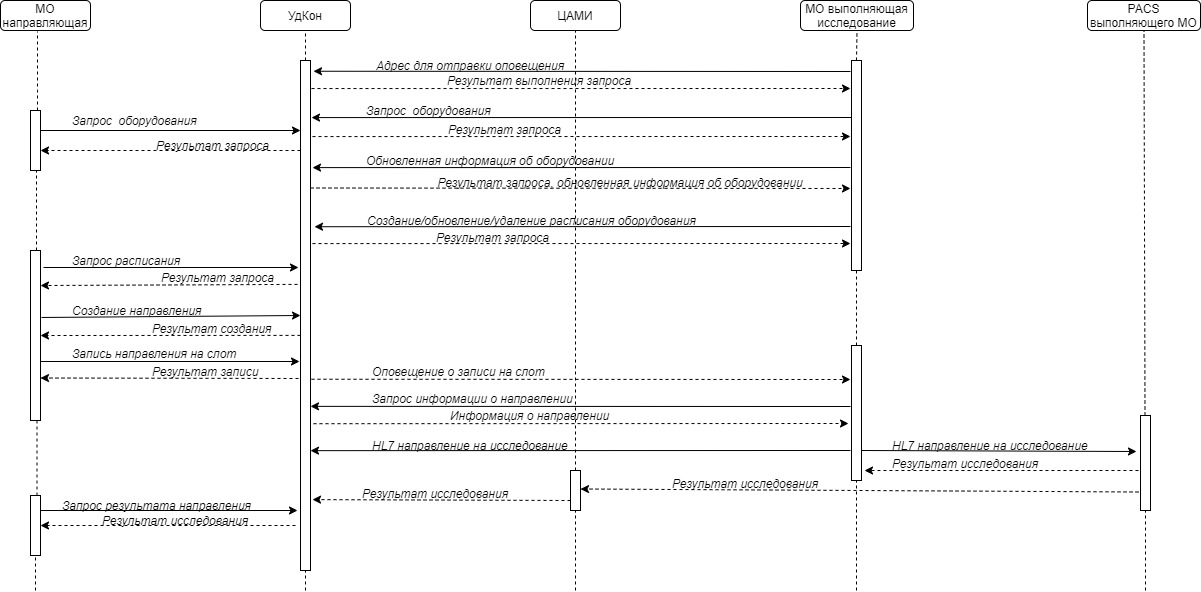 МО
направляющая
УдКон
ЦАМИ
МО выполняющая
исследование
PACS
выполняющего МО
Адрес для отправки оповещения
Результат выполнения запроса
Запрос оборудования
Запрос оборудования
Результат запроса
Результат запроса
Обновленная информация об оборудовании
Результат запроса, обновленная информация об оборудовании
Создание/обновление/удаление расписания оборудования
Результат запроса
Запрос расписания
Результат запроса
Создание направления
Результат создания
Запись направления на слот
Результат записи
Оповещение о записи на слот
Запрос информации о направлении
Информация о направлении
HL7 направление на исследование
HL7 направление на исследование
Результат исследования
Результат исследования
Результат исследования
Запрос результата направления
Результат исследования